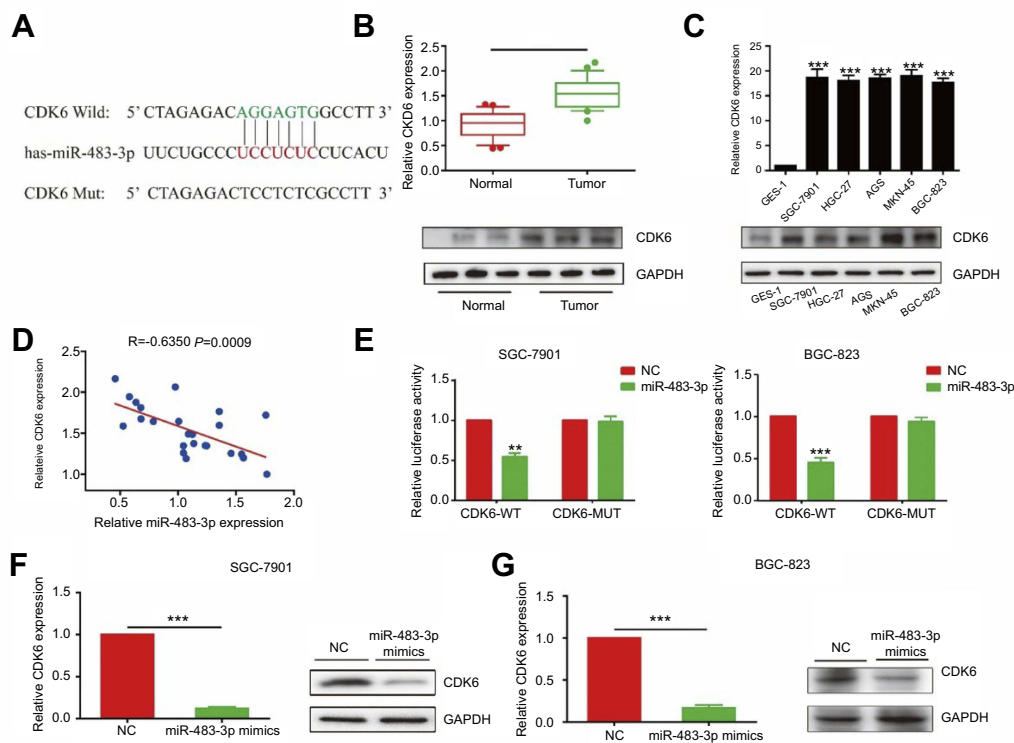 A
CDK6 Wild: 5' CTAGAGACAGGAGTGGCCTT 3'
has-miR-483-3p UUCUGCCCUCCUCUCCUCACU
CDK6 Mut: 5' CTAGAGACTCCTCTCGCCTT 3'
B
Relative CKD6 expression
2.5
2.0
1.5
1.0
0.5
0.0
Normal Tumor
CDK6
GAPDH
Normal Tumor
C
Relative CDK6 expression
25
20
15
10
5
0
*** *** *** *** ***
GES-1 SGC-7901 HGC-27 AGS MKN-45 BGC-823
CDK6
GAPDH
GES-1 SGC-7901 HGC-27 AGS MKN-45 BGC-823
D
R=-0.6350 P=0.0009
Relateive CDK6 expression
2.5
2.0
1.5
1.0
0.5 1.0 1.5 2.0
Relative miR-483-3p expression
E
SGC-7901
NC
miR-483-3p
Relative luciferase activity
1.5
1.0
0.5
0.0
**
CDK6-WT CDK6-MUT
BGC-823
NC
miR-483-3p
Relative luciferase activity
1.5
1.0
0.5
0.0
***
CDK6-WT CDK6-MUT
F
SGC-7901
Relative CDK6 expression
1.5
1.0
0.5
0.0
***
NC miR-483-3p mimics
NC miR-483-3p
mimics
CDK6
GAPDH
G
BGC-823
Relative CDK6 expression
1.5
1.0
0.5
0.0
***
NC miR-483-3p mimics
NC miR-483-3p
mimics
CDK6
GAPDH